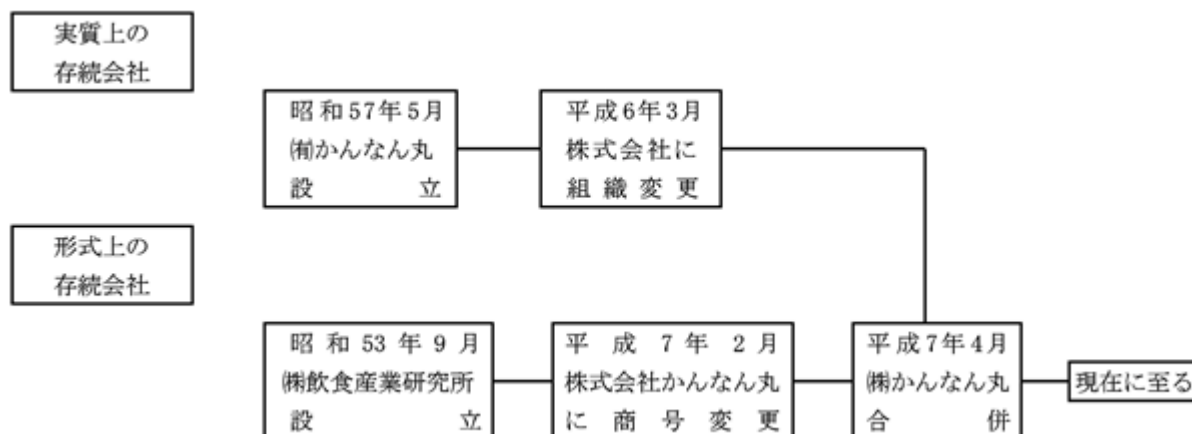 実質上の
存続会社
昭和57年5月
㈲かんなん丸
設立
平成6年3月
株式会社に
組織変更
形式上の
存続会社
昭和53年9月
㈱飲食産業研究所
設立
平成7年2月
株式会社かんなん丸
に商号変更
平成7年4月
㈱かんなん丸
合併
現在に至る